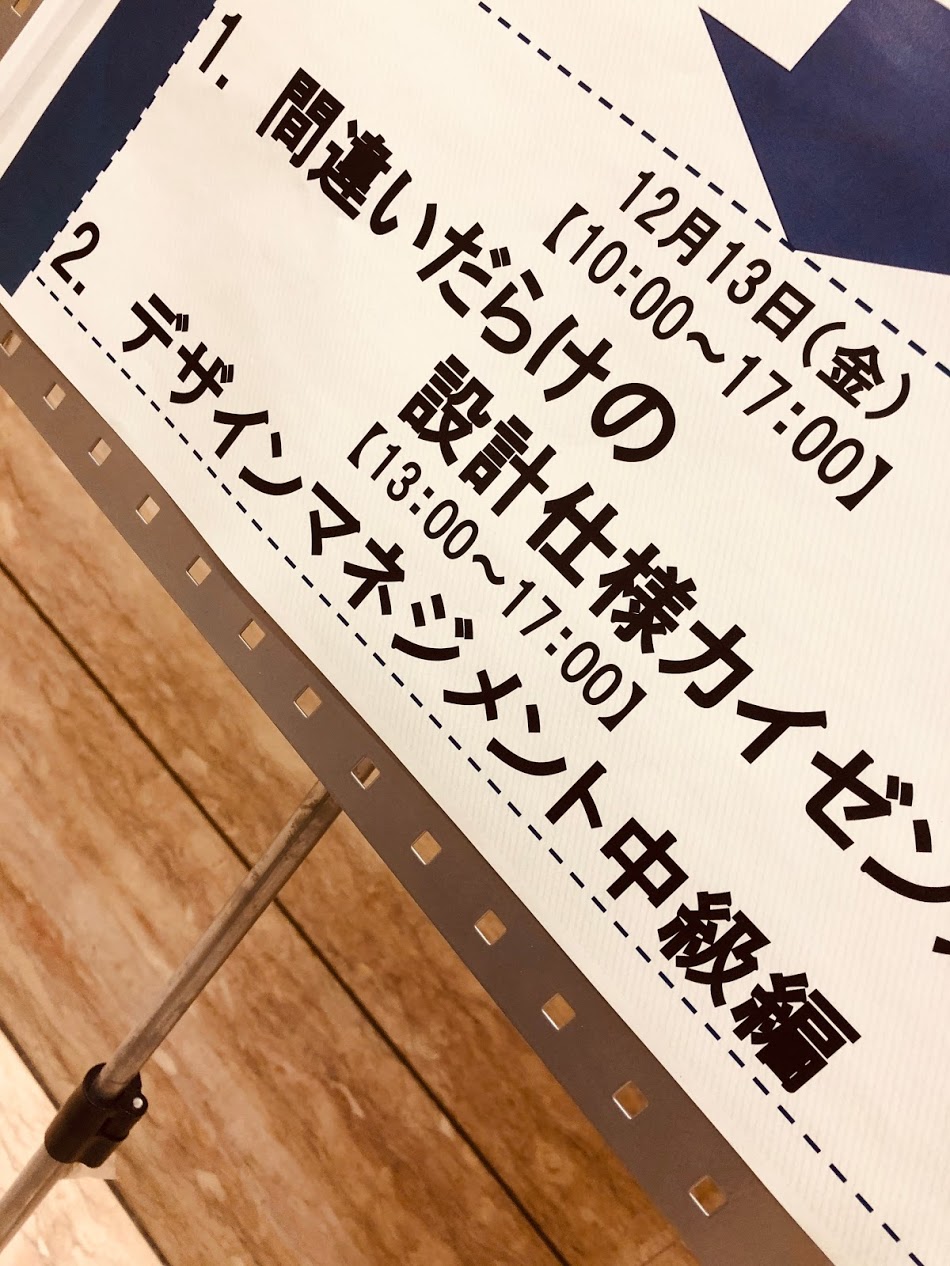 12月13日(金)
【10:00～17:00】
1. 間違いだらけの
設計仕様カイゼン
【13:00～17:00】
2. デザインマネジメント中級編